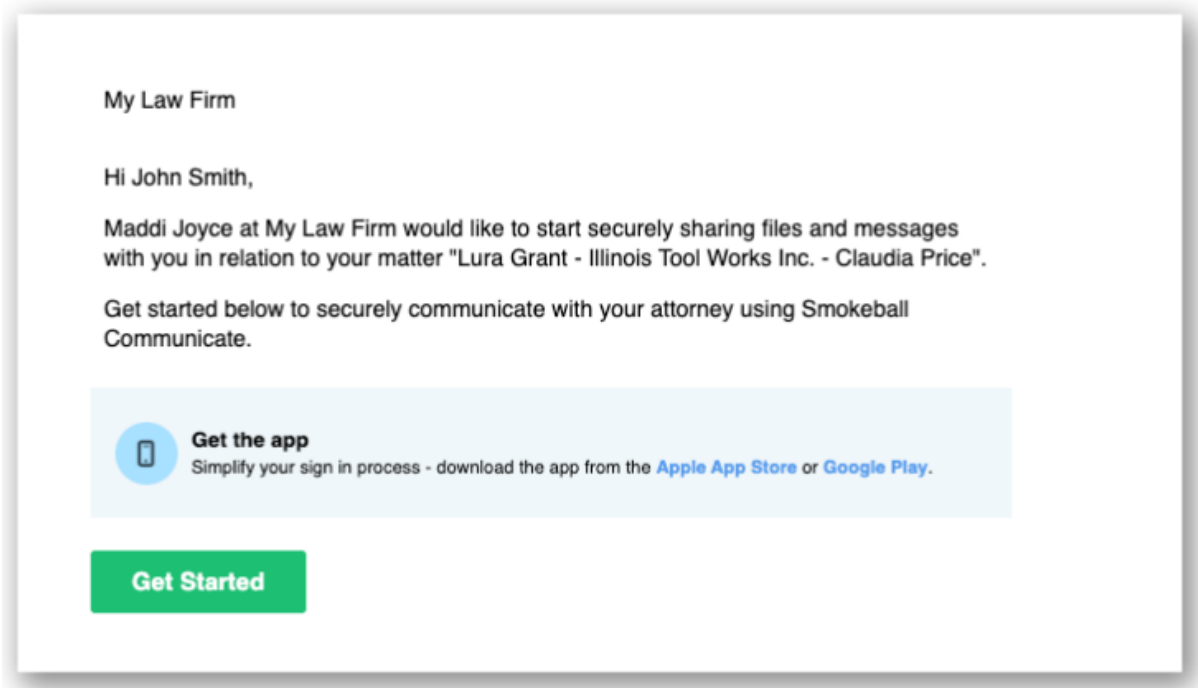 My Law Firm
Hi John Smith,
Maddi Joyce at My Law Firm would like to start securely sharing files and messages
with you in relation to your matter "Lura Grant - Illinois Tool Works Inc. - Claudia Price".
Get started below to securely communicate with your attorney using Smokeball
Communicate.
Get the app
Simplify your sign in process - download the app from the Apple App Store or Google Play.
Get Started